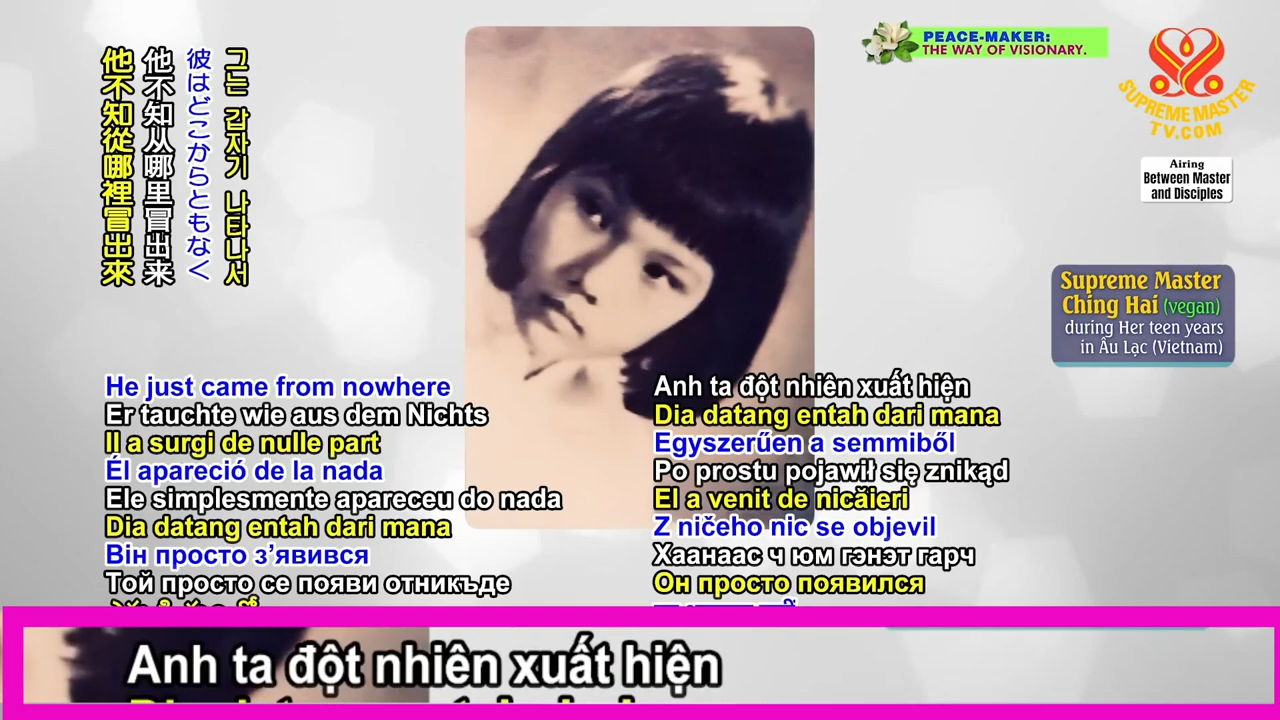 他不知從哪裡冒出來
他不知从哪里冒出来
彼はどこからともなく
그는 갑자기 나타나서
PEACE-MAKER:
THE WAY OF VISIONARY.
SUPREME MASTER
TV.COM
Airing
Between Master
and Disciples
Supreme Master
Ching Hai (vegan)
during Her teen years
in Âu Lạc (Vietnam)
He just came from nowhere
Er tauchte wie aus dem Nichts
Il a surgi de nulle part
Él apareció de la nada
Ele simplesmente apareceu do nada
Dia datang entah dari mana
Він просто з’явився
Той просто се появи отникъде
Anh ta đột nhiên xuất hiện
Dia datang entah dari mana
Egyszerűen a semmiből
Po prostu pojawił się znikąd
El a venit de nicăieri
Z ničeho nic se objevil
Хаанаас ч юм гэнэт гарч
Он просто появился
Anh ta đột nhiên xuất hiện